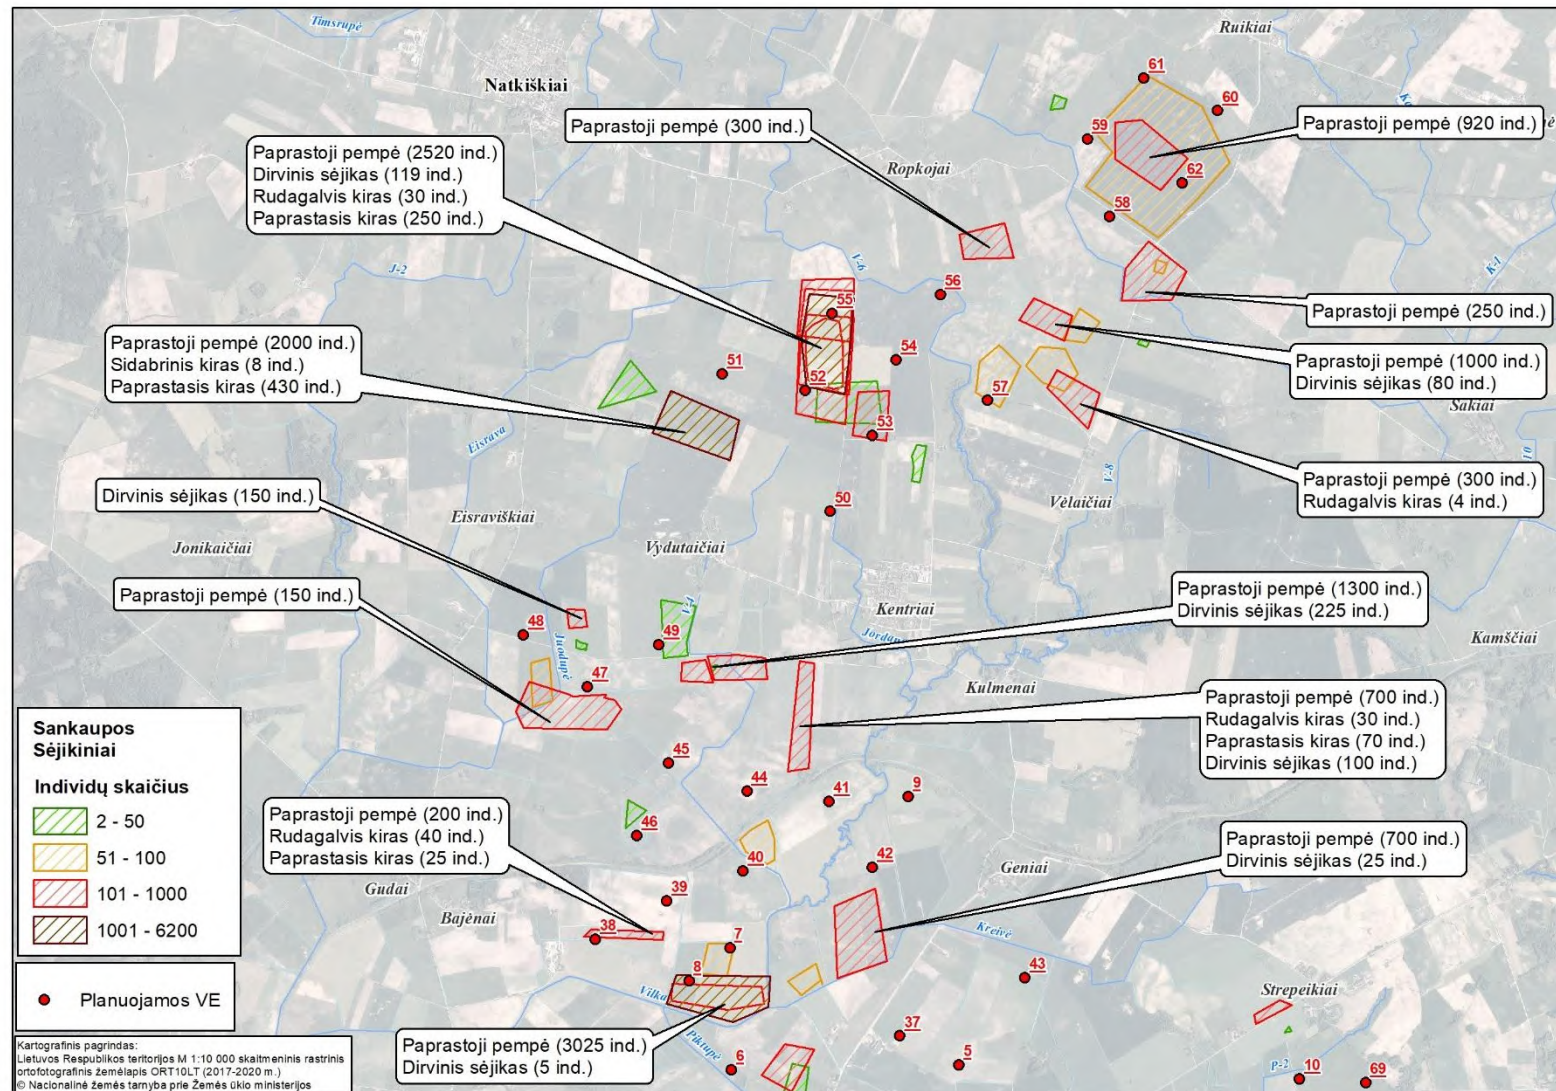 Timsrupė
Ruikiai
Natkiškiai
61
60
59
62
58
Paprastoji pempė (300 ind.)
Paprastoji pempė (920 ind.)
Paprastoji pempė (2520 ind.)
Dirvinis sėjikas (119 ind.)
Rudagalvis kiras (30 ind.)
Paprastasis kiras (250 ind.)
Ropkojai
J-2
V-6
K-1
56
55
Paprastoji pempė (250 ind.)
Paprastoji pempė (2000 ind.)
Sidabrinis kiras (8 ind.)
Paprastasis kiras (430 ind.)
51
54
52
57
53
Paprastoji pempė (1000 ind.)
Dirvinis sėjikas (80 ind.)
Sakiai
Eisrava
V-8
10
Paprastoji pempė (300 ind.)
Rudagalvis kiras (4 ind.)
Dirvinis sėjikas (150 ind.)
Eisraviškiai
50
Vėlaičiai
Jonikaičiai
Vydutaičiai
Paprastoji pempė (150 ind.)
Kentriai
Paprastoji pempė (1300 ind.)
Dirvinis sėjikas (225 ind.)
48
Juodupė
49
V-4
Kamščiai
47
Kulmenai
Paprastoji pempė (700 ind.)
Rudagalvis kiras (30 ind.)
Paprastasis kiras (70 ind.)
Dirvinis sėjikas (100 ind.)
45
44
41
9
46
40
42
Paprastoji pempė (200 ind.)
Rudagalvis kiras (40 ind.)
Paprastasis kiras (25 ind.)
Paprastoji pempė (700 ind.)
Dirvinis sėjikas (25 ind.)
Geniai
Gudai
39
Bajėnai
38
7
Kreivė
8
43
Vilka
Strepeikiai
37
Piktupė
6
5
P-2
10
69
Paprastoji pempė (3025 ind.)
Dirvinis sėjikas (5 ind.)
Sankaupos
Sėjikiniai
Individų skaičius
2 - 50
51 - 100
101 - 1000
1001 - 6200
Planuojamos VE
Kartografinis pagrindas:
Lietuvos Respublikos teritorijos M 1:10 000 skaitmeninis rastrinis
ortofotografinis žemėlapis ORT10LT (2017-2020 m.)
© Nacionalinė žemės tarnyba prie Žemės ūkio ministerijos